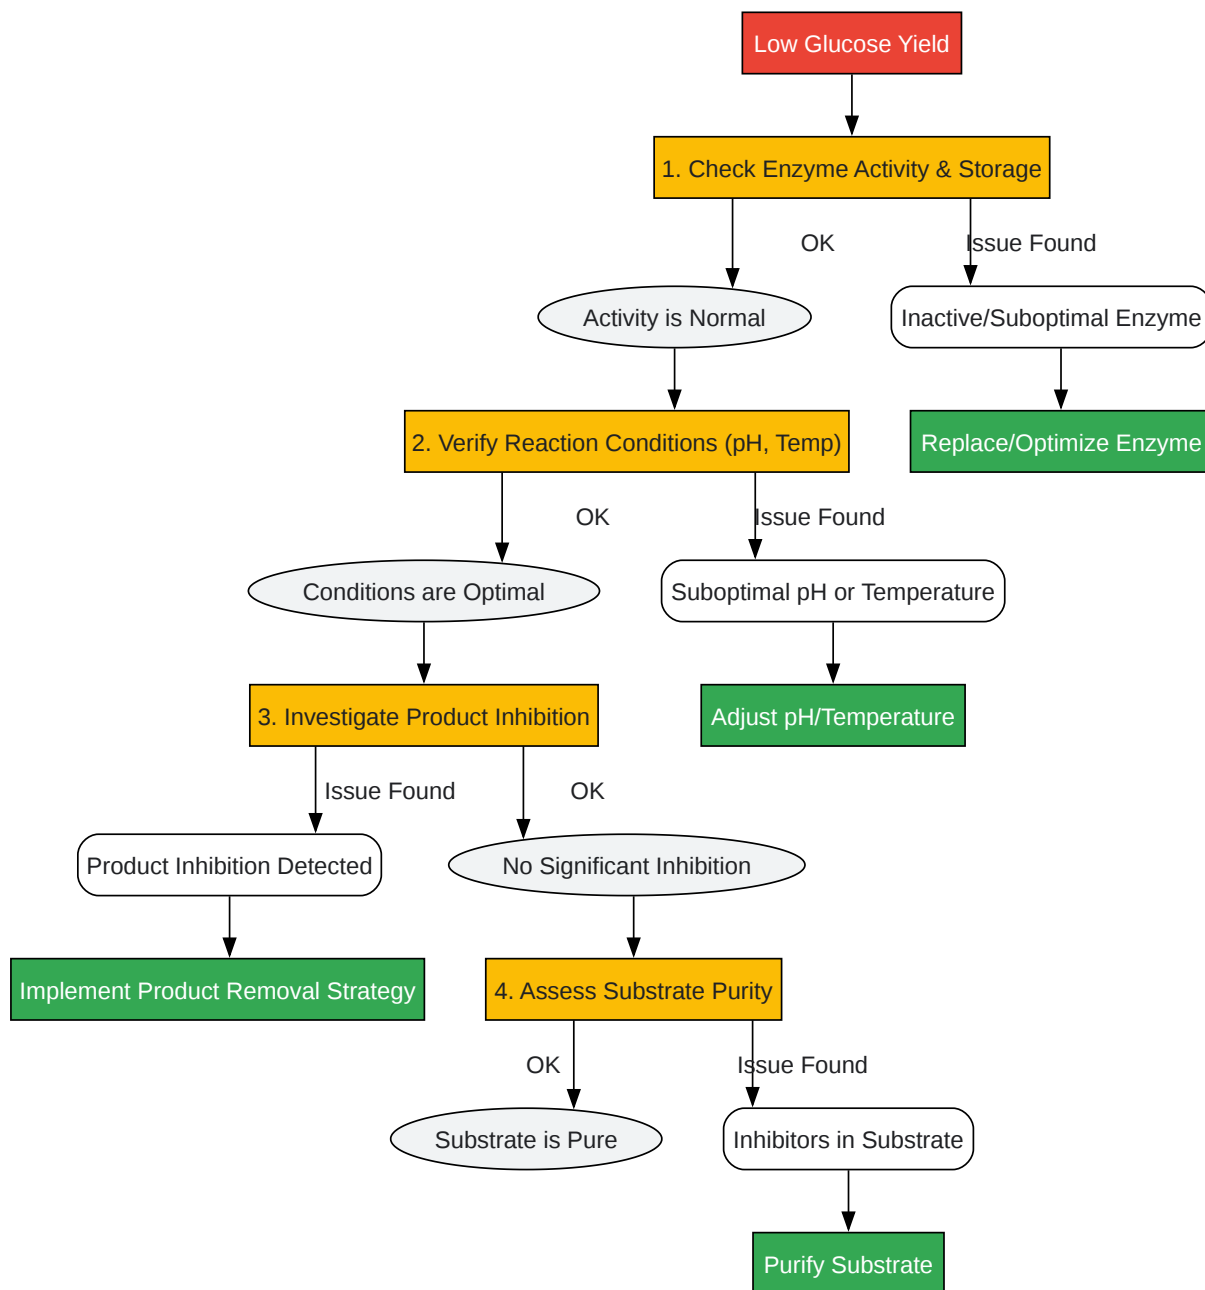 Low Glucose Yield
1. Check Enzyme Activity & Storage
OK
Issue Found
Activity is Normal
Inactive/Suboptimal Enzyme
2. Verify Reaction Conditions (pH, Temp)
Replace/Optimize Enzyme
OK
Issue Found
Conditions are Optimal
Suboptimal pH or Temperature
3. Investigate Product Inhibition
Adjust pH/Temperature
Issue Found
OK
Product Inhibition Detected
No Significant Inhibition
Implement Product Removal Strategy
4. Assess Substrate Purity
OK
Issue Found
Substrate is Pure
Inhibitors in Substrate
Purify Substrate